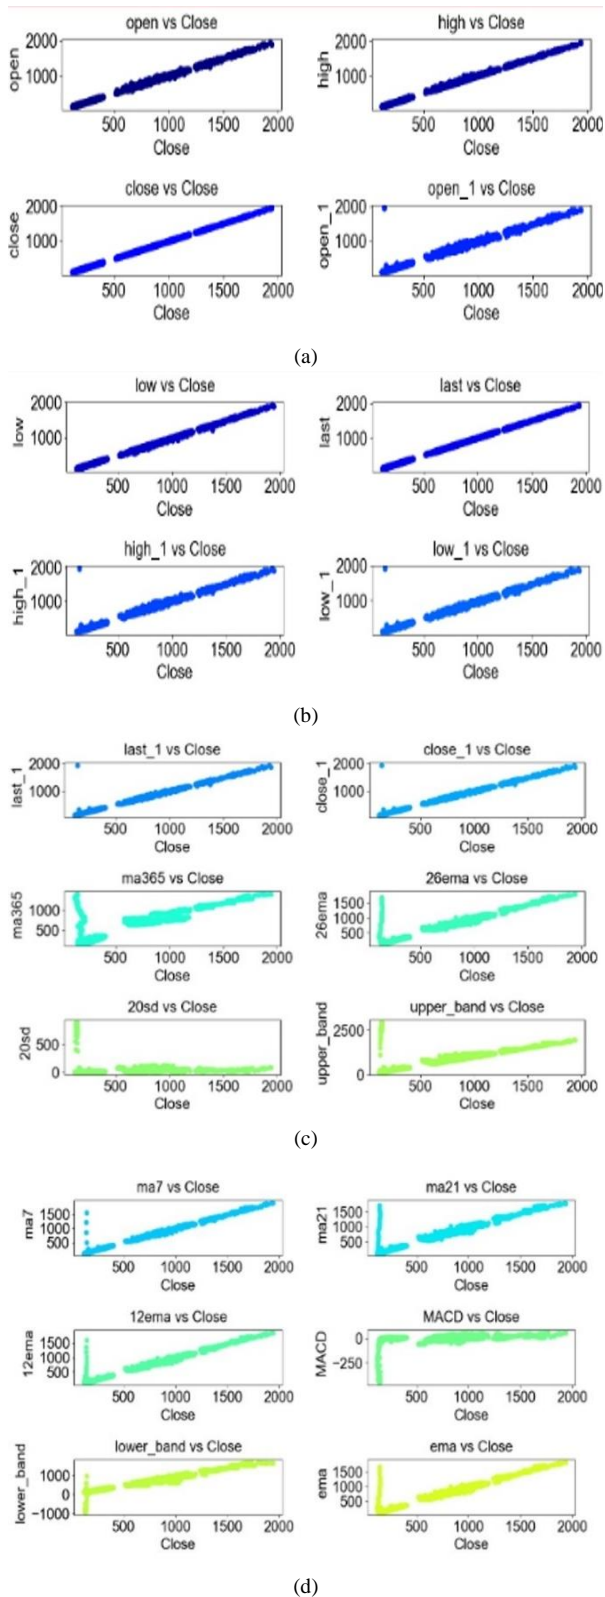 open vs Close
high vs Close
2000
1000
open
500 1000 1500 2000
Close
2000
1000
high
500 1000 1500 2000
Close
close vs Close
open_1 vs Close
2000
1000
close
500 1000 1500 2000
Close
2000
1000
open_1
500 1000 1500 2000
Close
(a)
low vs Close
last vs Close
2000
1000
low
500 1000 1500 2000
Close
2000
1000
last
500 1000 1500 2000
Close
high_1 vs Close
low_1 vs Close
2000
1000
high_1
500 1000 1500 2000
Close
2000
1000
low_1
500 1000 1500 2000
Close
(b)
last_1 vs Close
close_1 vs Close
2000
1000
last_1
500 1000 1500 2000
Close
2000
1000
close_1
500 1000 1500 2000
Close
ma365 vs Close
26ema vs Close
1000
500
ma365
500 1000 1500 2000
Close
1500
1000
500
26ema
500 1000 1500 2000
Close
20sd vs Close
upper_band vs Close
500
0
20sd
500 1000 1500 2000
Close
2500
0
upper_band
500 1000 1500 2000
Close
(c)
ma7 vs Close
ma21 vs Close
1500
1000
500
ma7
500 1000 1500 2000
Close
1500
1000
500
ma21
500 1000 1500 2000
Close
12ema vs Close
MACD vs Close
1500
1000
500
12ema
500 1000 1500 2000
Close
0
−250
MACD
500 1000 1500 2000
Close
lower_band vs Close
ema vs Close
1000
0
−1000
lower_band
500 1000 1500 2000
Close
1500
1000
500
ema
500 1000 1500 2000
Close
(d)